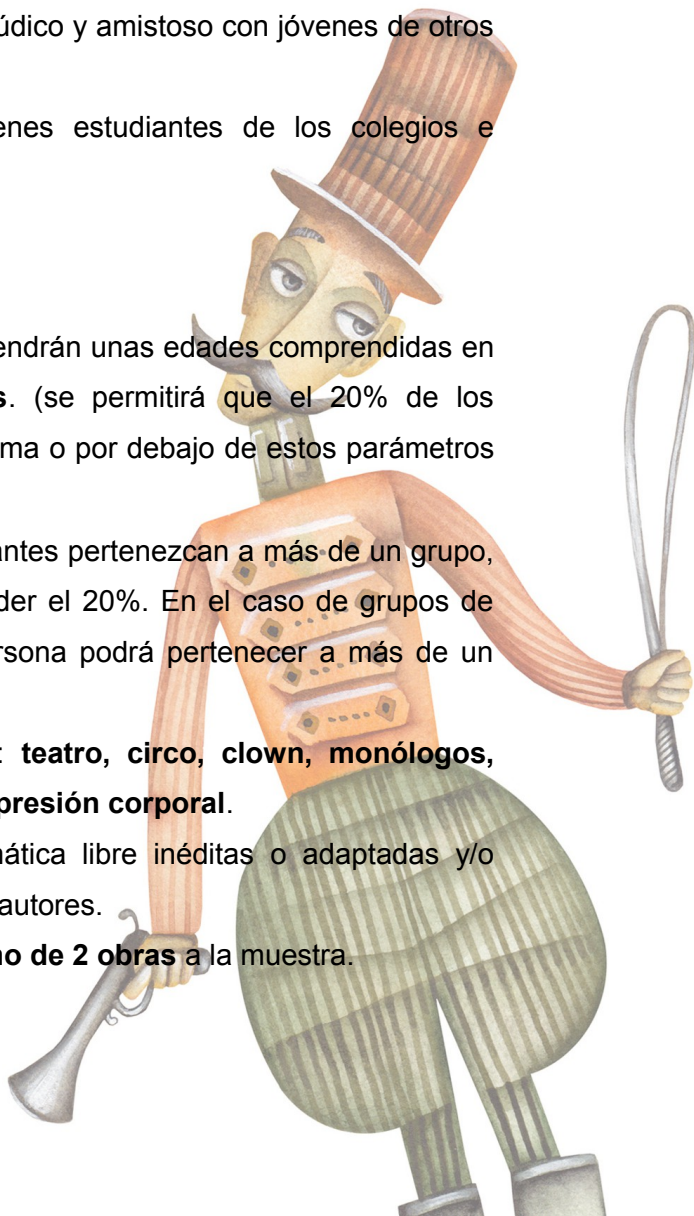 údico y amistoso con jóvenes de otros
enes estudiantes de los colegios e
endrán unas edades comprendidas en
s. (se permitirá que el 20% de los
ma o por debajo de estos parámetros
antes pertenezcan a más de un grupo,
der el 20%. En el caso de grupos de
rsona podrá pertenecer a más de un
: teatro, circo, clown, monólogos,
presión corporal.
nática libre inéditas o adaptadas y/o
autores.
no de 2 obras a la muestra.